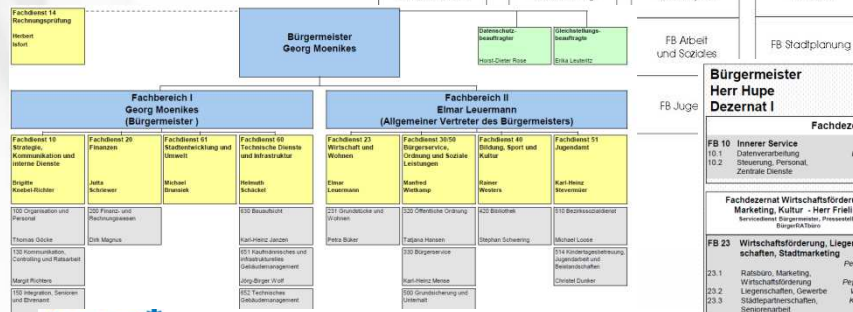 Fachdienst 14
Rechnungsprüfung
Herbert
Isfort
Bürgermeister
Georg Moenikes
Datenschutz-
beauftragter
Horst-Dieter Rose
Gleichstellungs-
beauftragte
Erika Leuteritz
Fachbereich I
Georg Moenikes
(Bürgermeister )
Fachbereich II
Elmar Leuermann
(Allgemeiner Vertreter des Bürgermeisters)
Fachdienst 10
Strategie,
Kommunikation und
interne Dienste
Brigitte
Knebel-Richter
Fachdienst 20
Finanzen
Jutta
Schriewer
Fachdienst 61
Stadtentwicklung und
Umwelt
Michael
Brunsiek
Fachdienst 60
Technische Dienste
und Infrastruktur
Helmuth
Schäckel
Fachdienst 23
Wirtschaft und
Wohnen
Elmar
Leuermann
Fachdienst 30/50
Bürgerservice,
Ordnung und Soziale
Leistungen
Manfred
Wietkamp
Fachdienst 40
Bildung, Sport und
Kultur
Rainer
Westers
Fachdienst 51
Jugendamt
Karl-Heinz
Stevermüer
100 Organisation und
Personal
Thomas Göcke
200 Finanz- und
Rechnungswesen
Dirk Magnus
630 Bauaufsicht
Karl-Heinz Janzen
231 Grundstücke und
Wohnen
Petra Büker
320 Öffentliche Ordnung
Tatjana Hansen
420 Bibliothek
Stephan Schwering
510 Bezirkssozialdienst
Michael Loose
130 Kommunikation,
Controlling und Ratsarbeit
Margit Richters
651 Kaufmännisches und
infrastrukturelles
Gebäudemanagement
Jörg-Birger Wolf
330 Bürgerservice
Karl-Heinz Mense
514 Kindertagesbetreuung,
Jugendarbeit und
Beistandschaften
Christel Dunker
150 Integration, Senioren
und Ehrenamt
652 Technisches
Gebäudemanagement
500 Grundsicherung und
Unterhalt
FB Arbeit
und Soziales
FB Stadtplanung
FB Juge
Bürgermeister
Herr Hupe
Dezernat I
Fachdeze
FB 10 Innerer Service
10.1 Datenverarbeitung
10.2 Steuerung, Personal,
Zentrale Dienste
Fachdezernat Wirtschaftsförder
Marketing, Kultur - Herr Frieli
Servicedienst Bürgermeister, Pressestell
BürgerRATbüro
FB 23 Wirtschaftsförderung, Liege
schaften, Stadtmarketing
23.1 Ratsbüro, Marketing,
Wirtschaftsförderung
23.2 Liegenschaften, Gewerbe
23.3 Städtepartnerschaften,
Seniorenarbeit